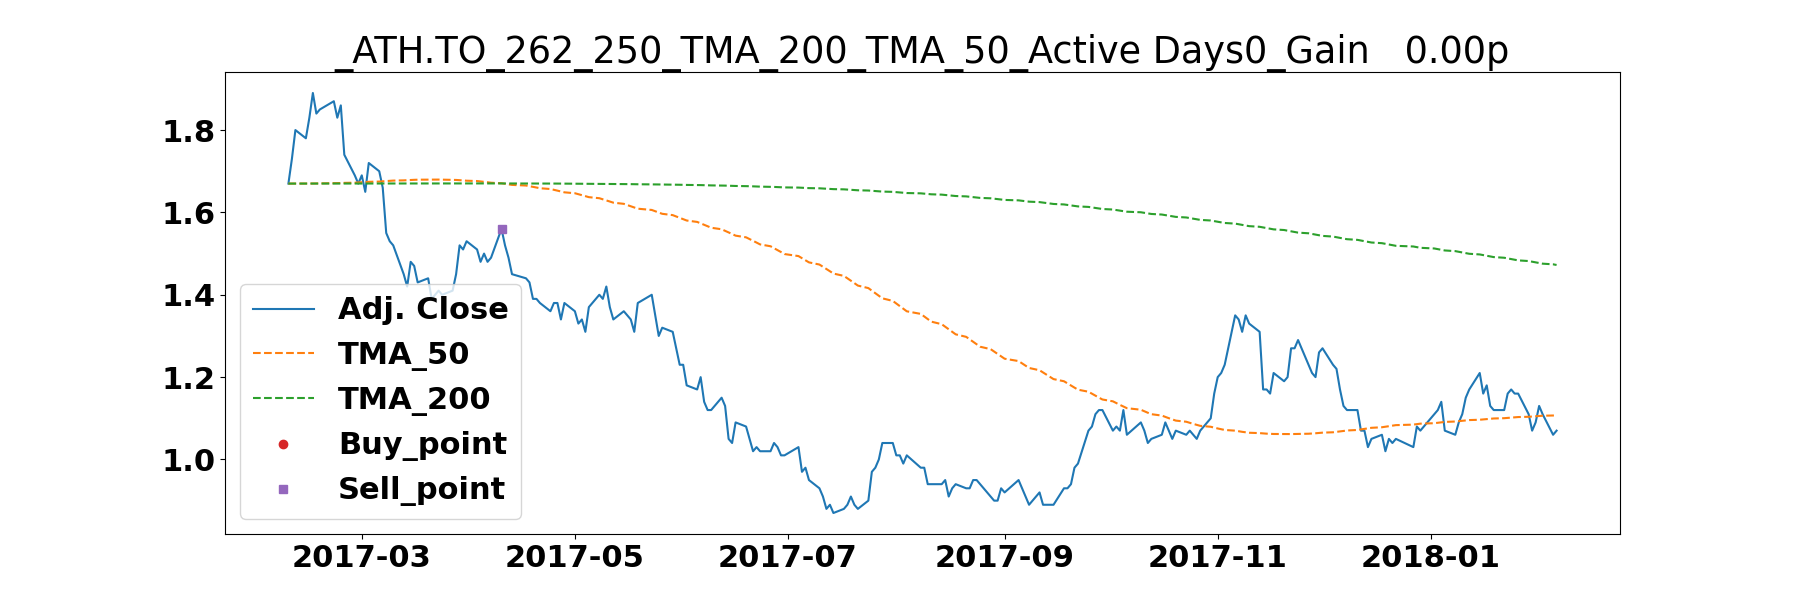 _ATH.TO_262_250_TMA_200_TMA_50_Active Days0_Gain   0.00p
1.8
1.6
1.4
1.2
1.0
Adj. Close
TMA_50
TMA_200
Buy_point
Sell_point
2017-03 2017-05 2017-07 2017-09 2017-11 2018-01